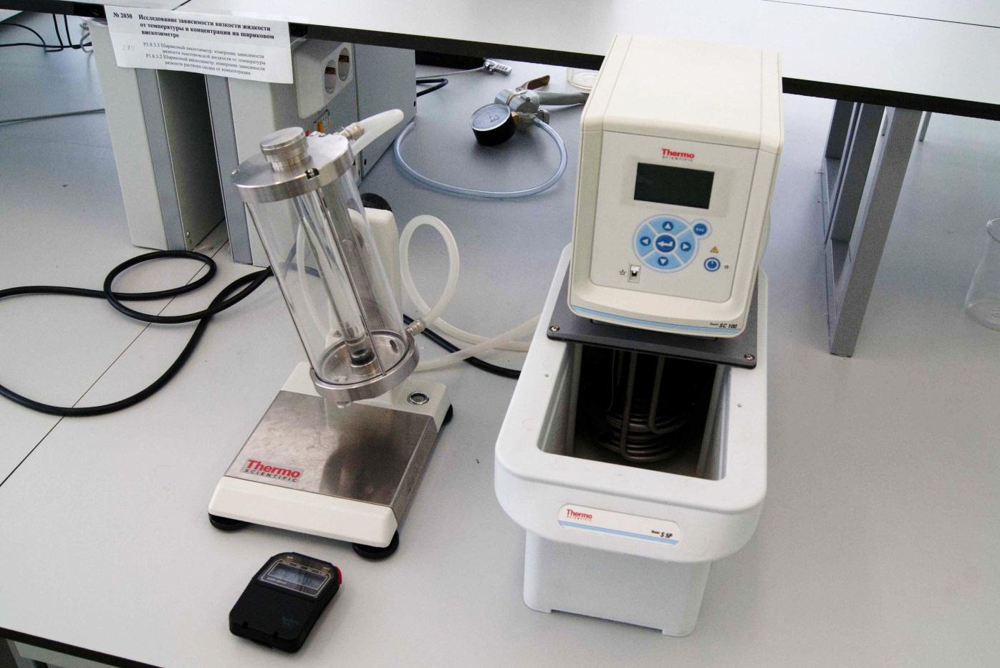 № 2030 Исследование зависимости вязкости жидкости
от температуры и концентрации на шариковом
вискозиметре
P1.8.3.3 Шариковый вискозиметр: измерение зависимости
вязкости ньютоновской жидкости от температуры
P1.8.3.2 Шариковый вискозиметр: измерение зависимости
вязкости раствора сахара от концентрации
Thermo
SCIENTIFIC
esc
SC 100
Thermo
SCIENTIFIC
Thermo
SCIENTIFIC
S 5P